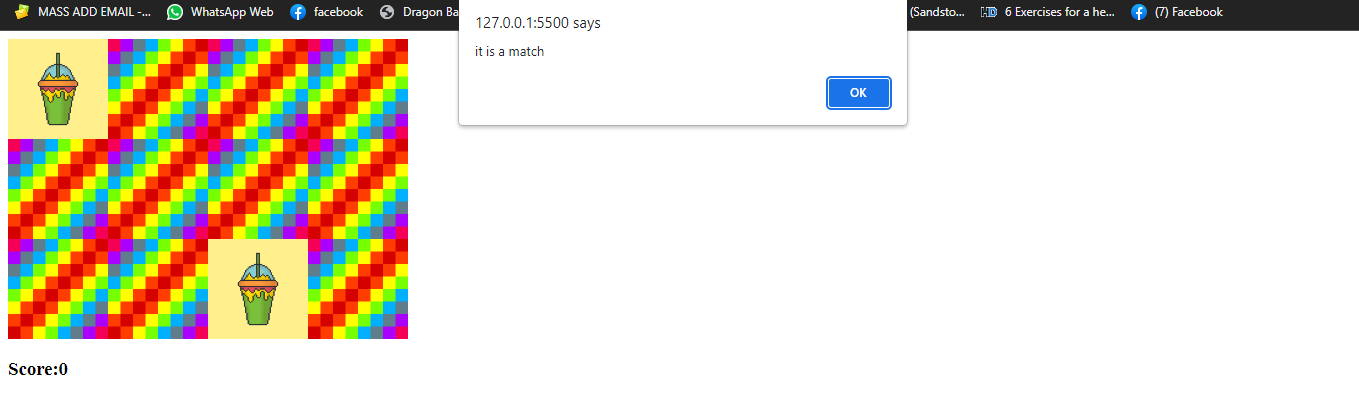 MASS ADD EMAIL -...
WhatsApp Web
facebook
Dragon Ba
(Sandsto...
6 Exercises for a he...
(7) Facebook
127.0.0.1:5500 says
it is a match
OK
Score:0